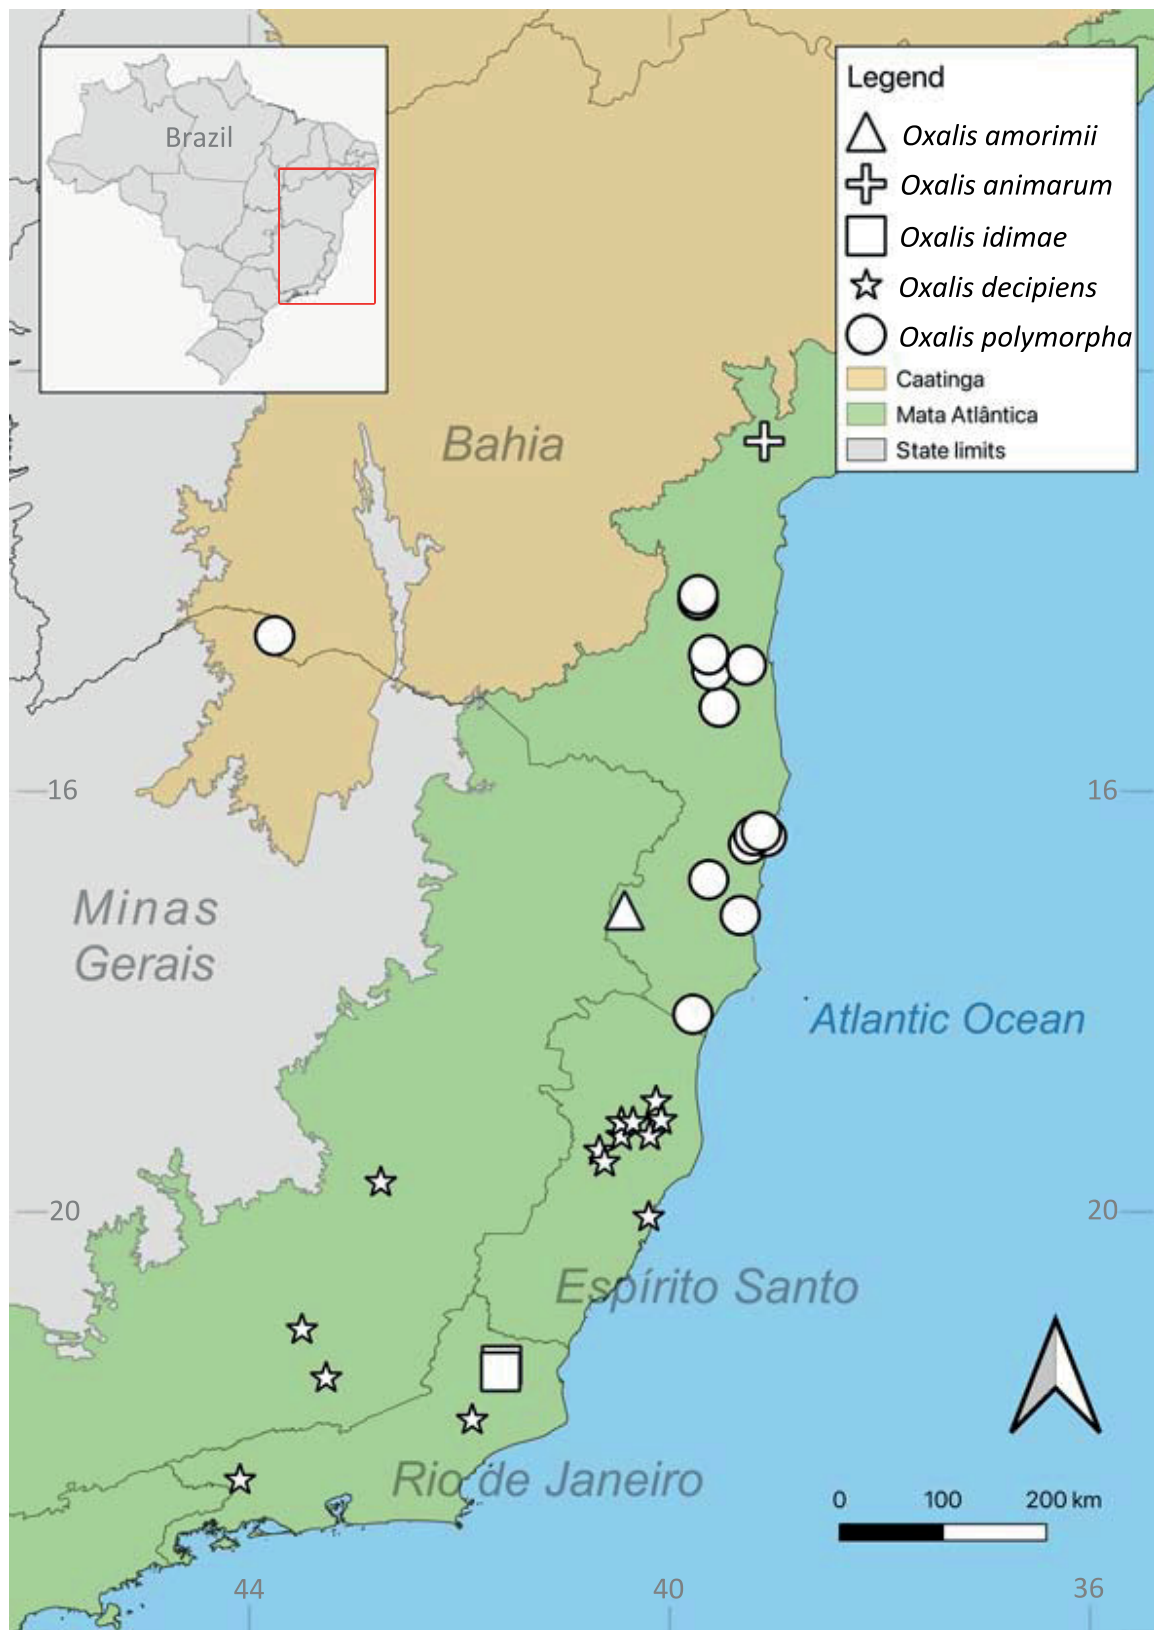 Brazil
Legend
Oxalis amorimii
Oxalis animarum
Oxalis idimae
Oxalis decipiens
Oxalis polymorpha
Caatinga
Mata Atlântica
State limits
Bahia
16
16
Minas
Gerais
Atlantic Ocean
20
20
Espírito Santo
Rio de Janeiro
0 100 200 km
44 40 36